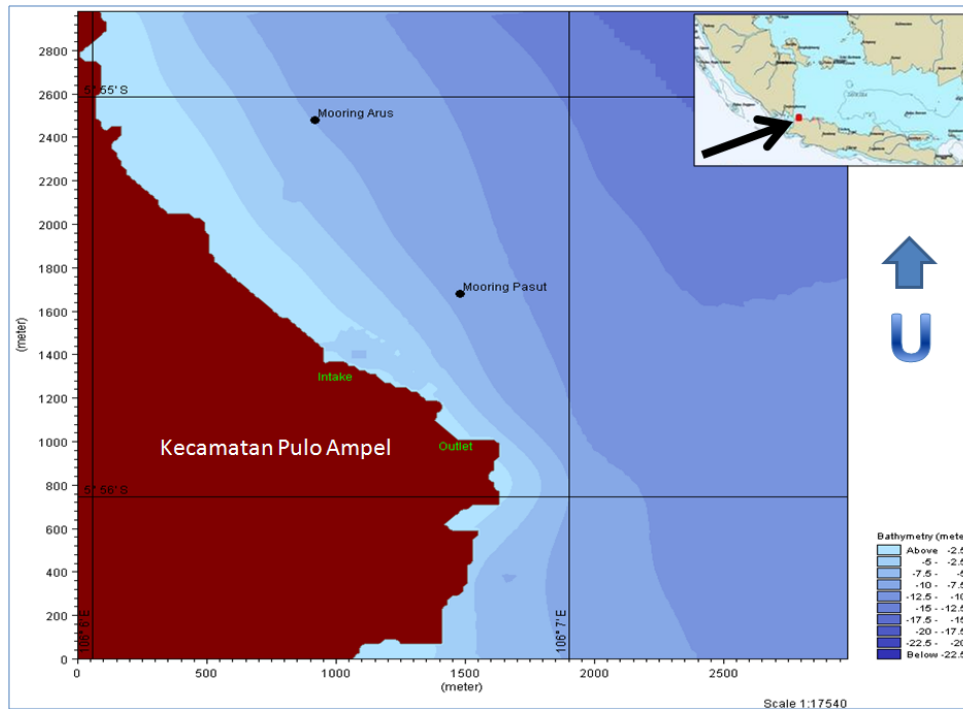 2800
2600
5° 55' S
Mooring Arus
2400
2200
2000
1800
Mooring Pasut
1600
(meter)
1400
Intake
1200
1000
Kecamatan Pulo Ampel
Outlet
800
5° 56' S
600
400
200
0
106° 6' E
106° 7' E
0 500 1000 1500 2000 2500
(meter)
U
Bathymetry (mete
Above -2.5
-5 - -2.5
-7.5 - -5
-10 - -7.5
-12.5 - -10
-15 - -12.5
-17.5 - -15
-20 - -17.5
-22.5 - -20
Below -22.5
Scale 1:17540